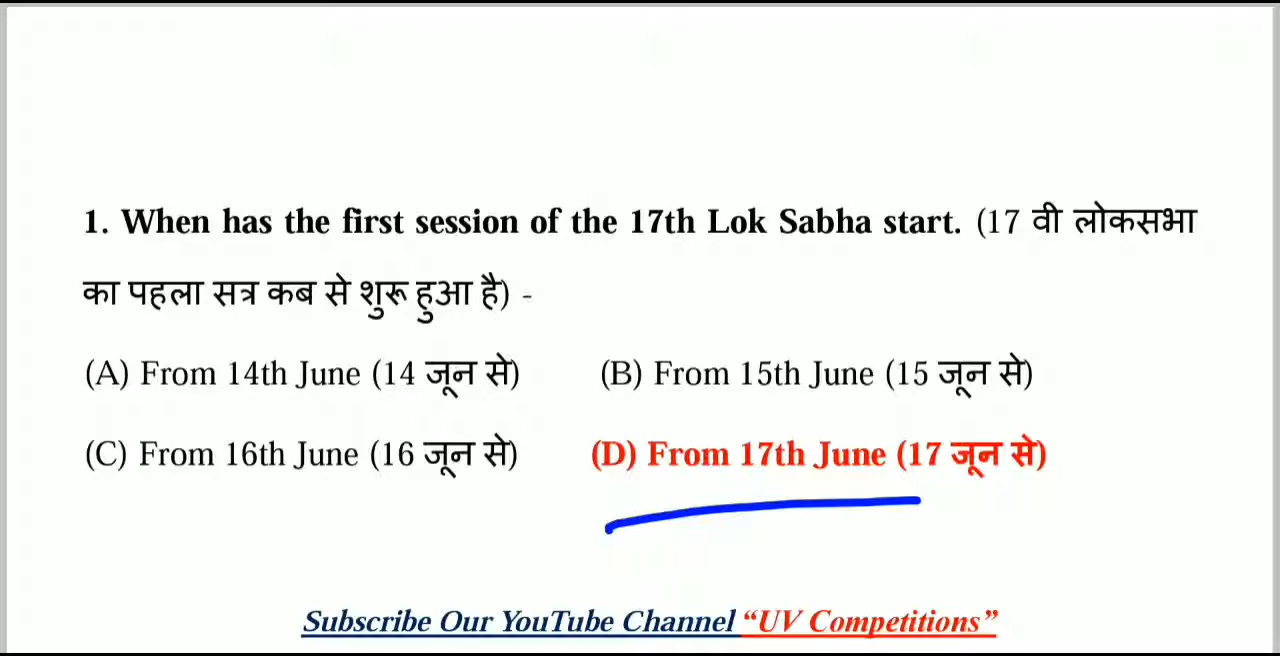 1. When has the first session of the 17th Lok Sabha start. (17 वी लोकसभा
का पहला सत्र कब से शुरू हुआ है) -
(A) From 14th June (14 जून से) (B) From 15th June (15 जून से)
(C) From 16th June (16 जून से) (D) From 17th June (17 जून से)
Subscribe Our YouTube Channel “UV Competitions”